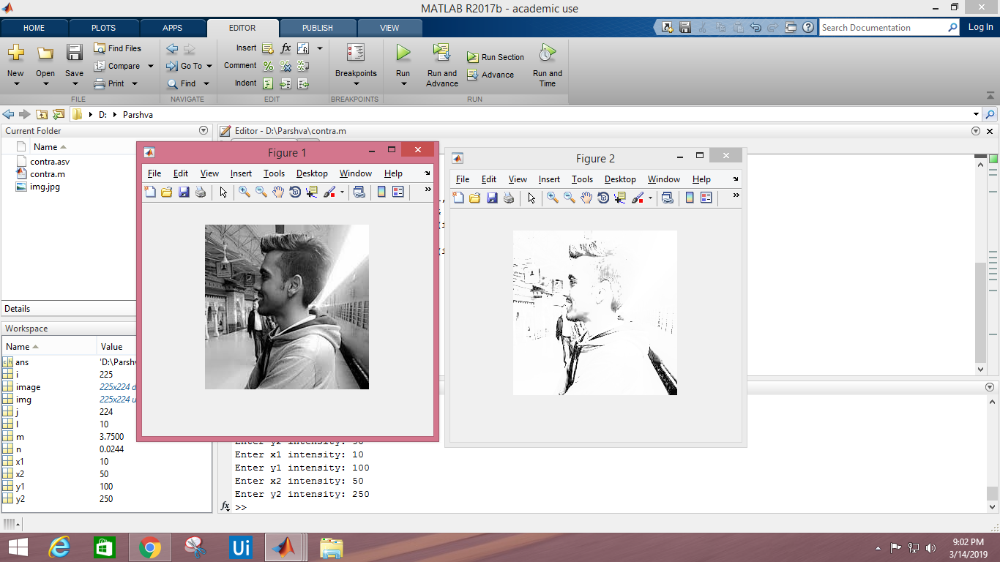 MATLAB R2017b - academic use
HOME PLOTS APPS EDITOR PUBLISH VIEW
Search Documentation
Log In
New
Open
Save
Find Files
Compare
Print
FILE
Go To
Find
NAVIGATE
Insert
fx
Comment
Indent
EDIT
Breakpoints
BREAKPOINTS
Run
Run and
Advance
Run Section
Advance
Run and
Time
RUN
D: Parshva
Current Folder
Name
contra.asv
contra.m
img.jpg
Details
Workspace
Name Value
ans 'D:\Parshv
i 225
image 225x224 d
img 225x224 u
j 224
l 10
m 3.7500
n 0.0244
x1 10
x2 50
y1 100
y2 250
Editor - D:\Parshva\contra.m
Figure 1
File Edit View Insert Tools Desktop Window Help
Figure 2
File Edit View Insert Tools Desktop Window Help
(i
(i
Enter x1 intensity: 10
Enter y1 intensity: 100
Enter x2 intensity: 50
Enter y2 intensity: 250
fx >>
Ui
9:02 PM
3/14/2019